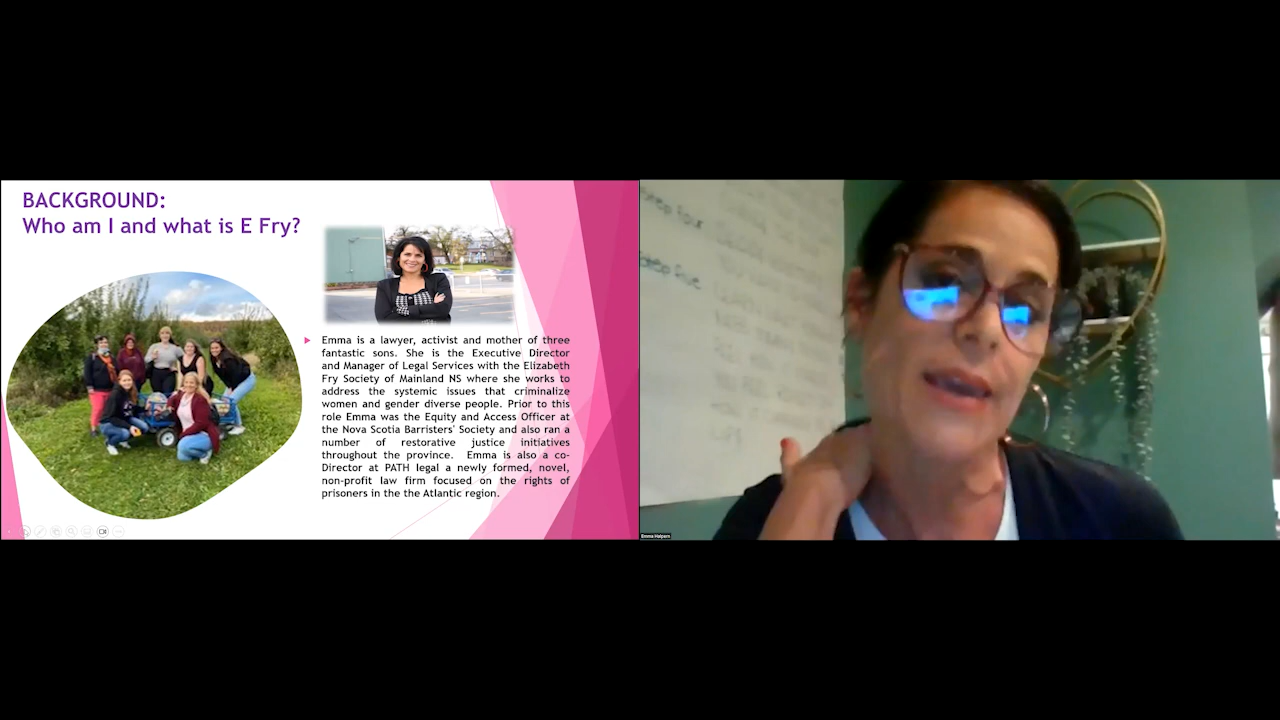 BACKGROUND:
Who am I and what is E Fry?
Emma is a lawyer, activist and mother of three
fantastic sons. She is the Executive Director
and Manager of Legal Services with the Elizabeth
Fry Society of Mainland NS where she works to
address the systemic issues that criminalize
women and gender diverse people. Prior to this
role Emma was the Equity and Access Officer at
the Nova Scotia Barristers' Society and also ran a
number of restorative justice initiatives
throughout the province. Emma is also a co-
Director at PATH legal a newly formed, novel,
non-profit law firm focused on the rights of
prisoners in the the Atlantic region.
Emma Halpern